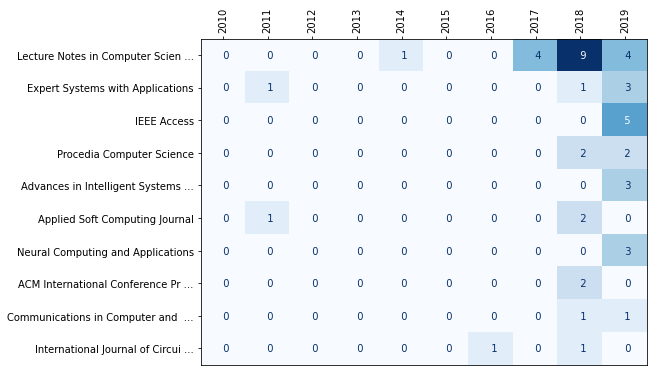 2010 2011 2012 2013 2014 2015 2016 2017 2018 2019
Lecture Notes in Computer Scien ... 0 0 0 0 1 0 0 4 9 4
Expert Systems with Applications 0 1 0 0 0 0 0 0 1 3
IEEE Access 0 0 0 0 0 0 0 0 0 5
Procedia Computer Science 0 0 0 0 0 0 0 0 2 2
Advances in Intelligent Systems ... 0 0 0 0 0 0 0 0 0 3
Applied Soft Computing Journal 0 1 0 0 0 0 0 0 2 0
Neural Computing and Applications 0 0 0 0 0 0 0 0 0 3
ACM International Conference Pr ... 0 0 0 0 0 0 0 0 2 0
Communications in Computer and ... 0 0 0 0 0 0 0 0 1 1
International Journal of Circui ... 0 0 0 0 0 0 1 0 1 0